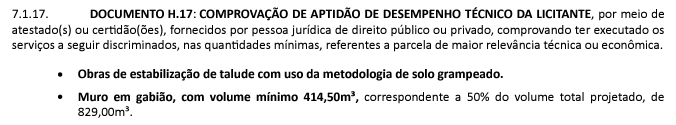 7.1.17. DOCUMENTO H.17: COMPROVAÇÃO DE APTIDÃO DE DESEMPENHO TÉCNICO DA LICITANTE, por meio de
atestado(s) ou certidão(ões), fornecidos por pessoa jurídica de direito público ou privado, comprovando ter executado os
serviços a seguir discriminados, nas quantidades mínimas, referentes a parcela de maior relevância técnica ou econômica.
• Obras de estabilização de talude com uso da metodologia de solo grampeado.
• Muro em gabião, com volume mínimo 414,50m³, correspondente a 50% do volume total projetado, de
829,00m³.